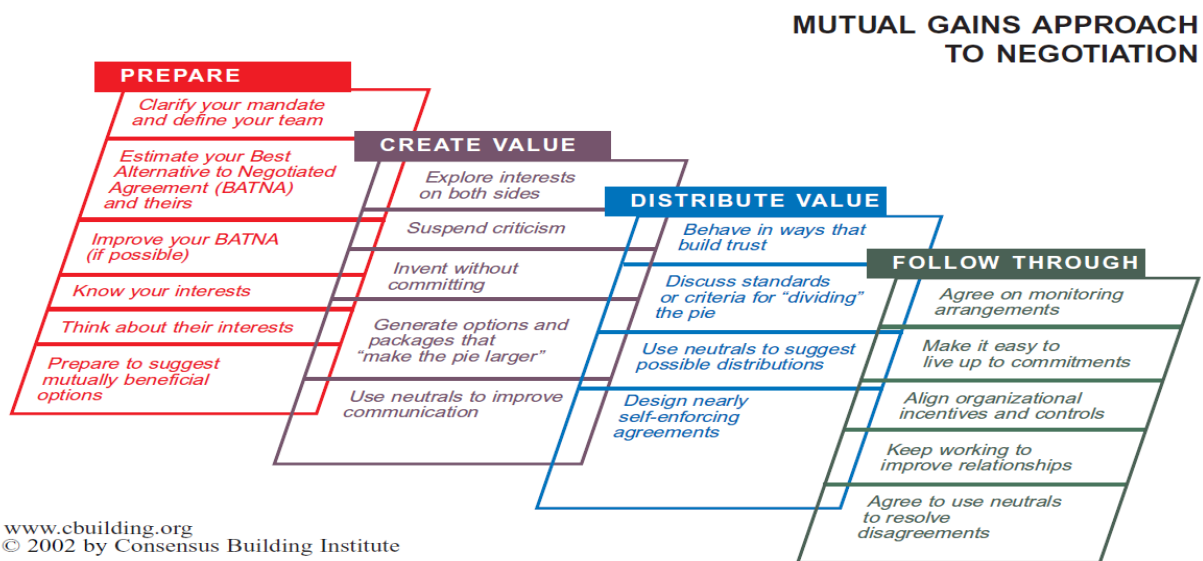 MUTUAL GAINS APPROACH
TO NEGOTIATION
PREPARE
Clarify your mandate
and define your team
Estimate your Best
Alternative to Negotiated
Agreement (BATNA)
and theirs
Improve your BATNA
(if possible)
Know your interests
Think about their interests
Prepare to suggest
mutually beneficial
options
CREATE VALUE
Explore interests
on both sides
Suspend criticism
Invent without
committing
Generate options and
packages that
“make the pie larger”
Use neutrals to improve
communication
DISTRIBUTE VALUE
Behave in ways that
build trust
Discuss standards
or criteria for “dividing”
the pie
Use neutrals to suggest
possible distributions
Design nearly
self-enforcing
agreements
FOLLOW THROUGH
Agree on monitoring
arrangements
Make it easy to
live up to commitments
Align organizational
incentives and controls
Keep working to
improve relationships
Agree to use neutrals
to resolve
disagreements
www.cbuilding.org
© 2002 by Consensus Building Institute